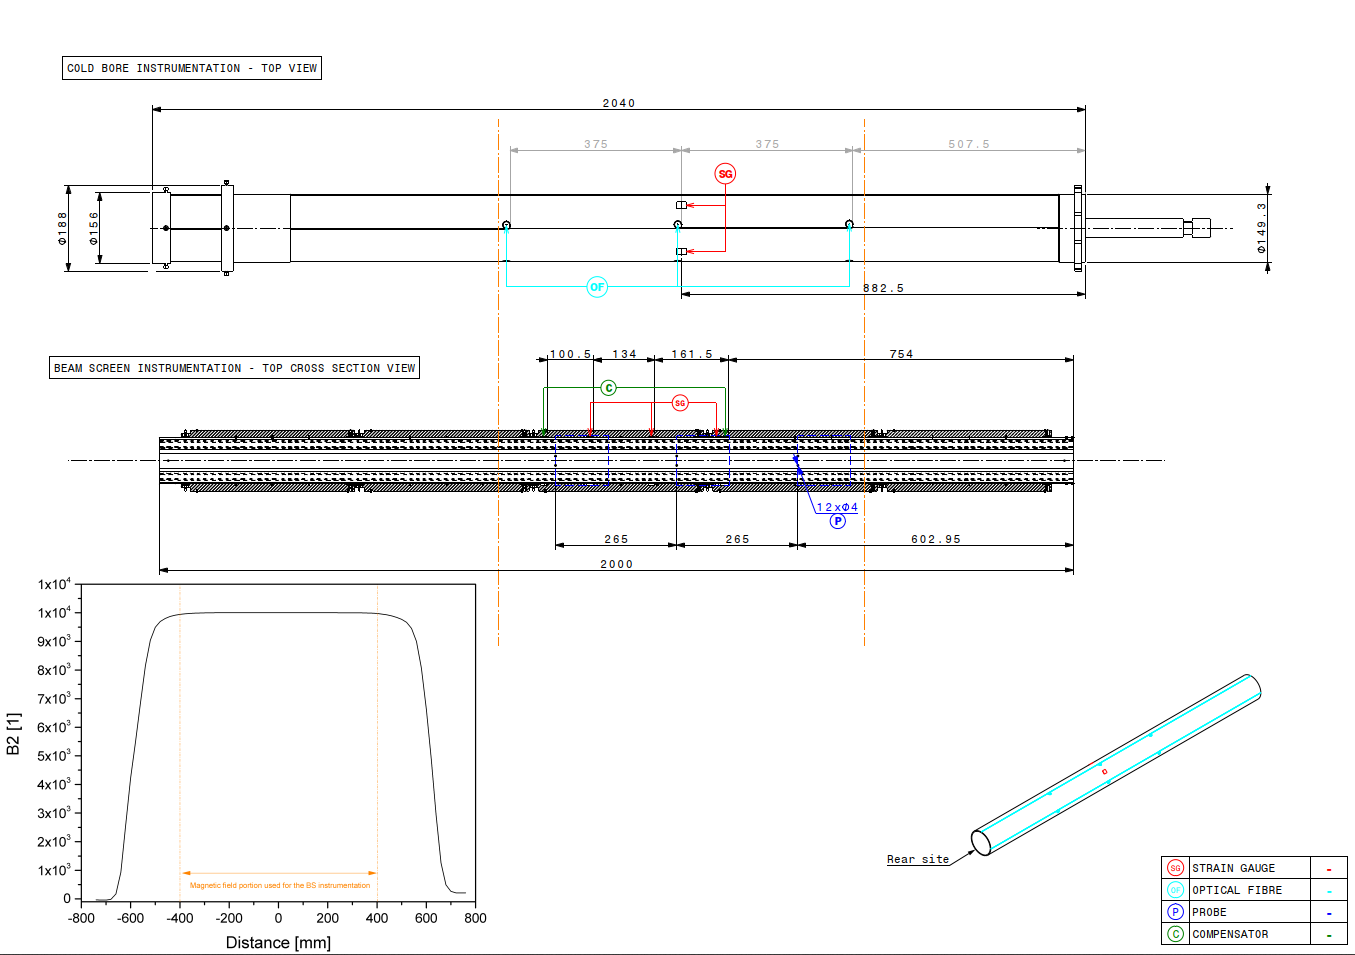 COLD BORE INSTRUMENTATION - TOP VIEW
2040
375
375
507.5
SG
Φ188
Φ156
Φ149.3
OF
882.5
BEAM SCREEN INSTRUMENTATION - TOP CROSS SECTION VIEW
100.5
134
161.5
754
C
SG
12xΦ4
P
265
265
602.95
2000
1x10⁴
1x10⁴
9x10³
8x10³
7x10³
6x10³
5x10³
4x10³
3x10³
2x10³
1x10³
0
B2 [1]
Magnetic field portion used for the BS instrumentation
-800 -600 -400 -200 0 200 400 600 800
Distance [mm]
Rear site
SG STRAIN GAUGE -
OF OPTICAL FIBRE -
P PROBE -
C COMPENSATOR -